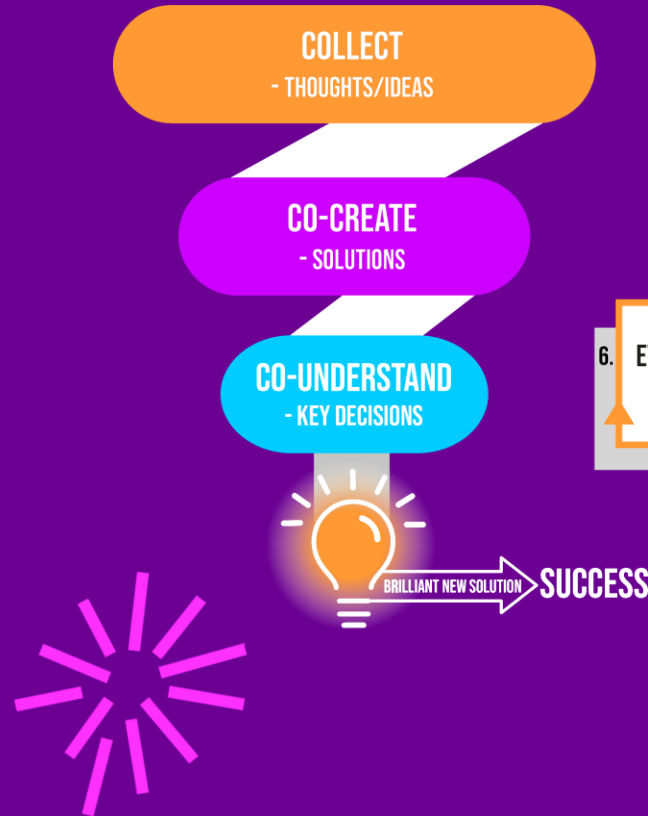 COLLECT
- THOUGHTS/IDEAS
CO-CREATE
- SOLUTIONS
CO-UNDERSTAND
- KEY DECISIONS
6.
BRILLIANT NEW SOLUTION
SUCCESS